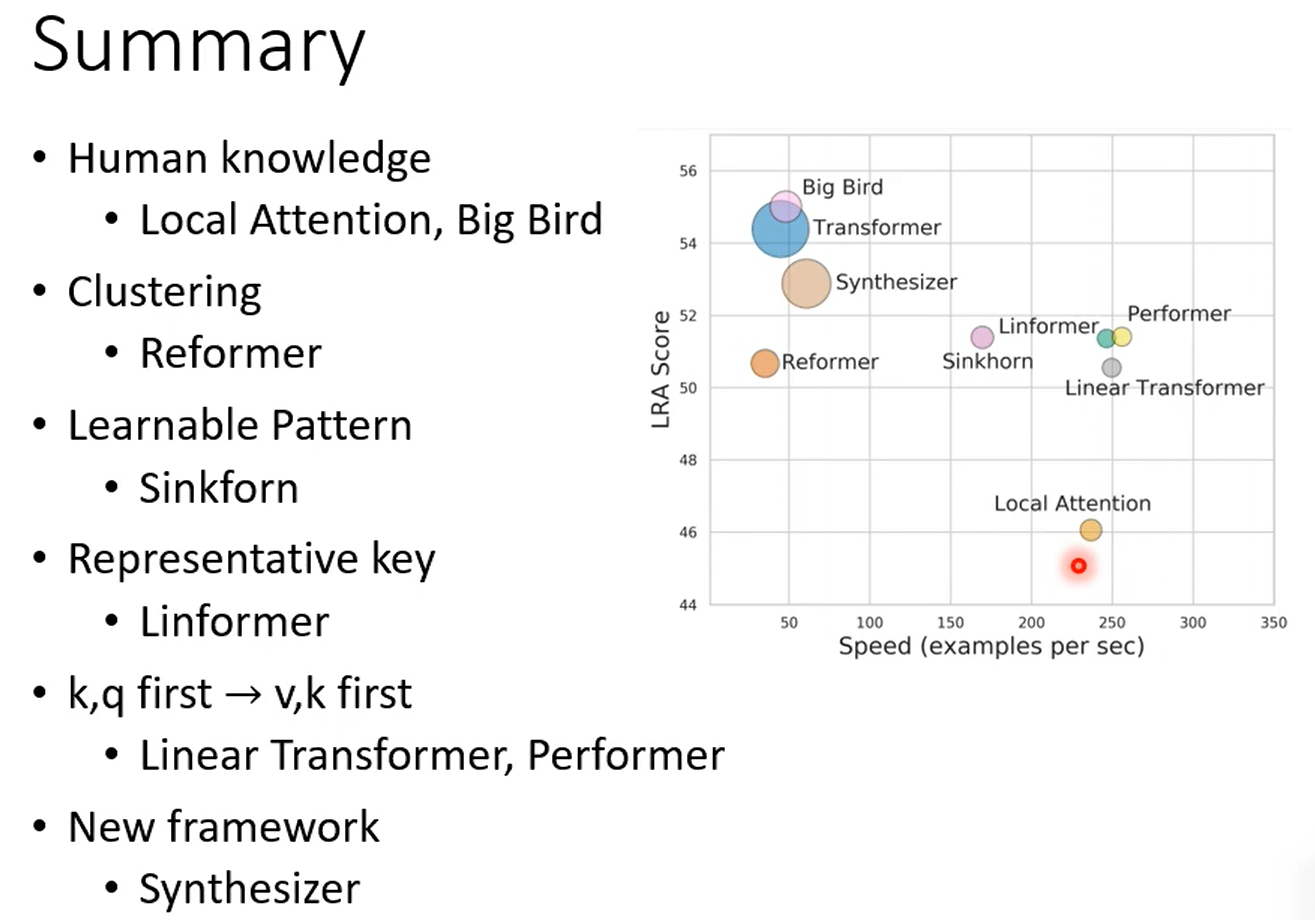 Summary
• Human knowledge
• Local Attention, Big Bird
• Clustering
• Reformer
• Learnable Pattern
• Sinkforn
• Representative key
• Linformer
• k,q first → v,k first
• Linear Transformer, Performer
• New framework
• Synthesizer
56
54
52
50
48
46
44
LRA Score
Big Bird
Transformer
Synthesizer
Performer
Linformer
Reformer
Sinkhorn
Linear Transformer
Local Attention
50 100 150 200 250 300 350
Speed (examples per sec)